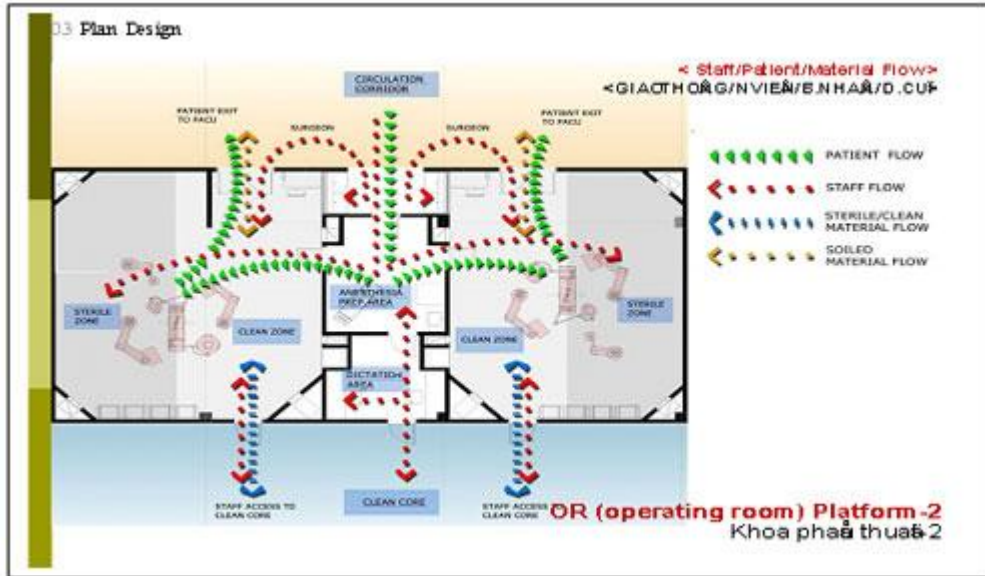 03 Plan Design
< Staff/Patient/Material Flow>
CIRCULATION
CORRIDOR
PATIENT EXIT
TO PACU
SURGEON
SURGEON
PATIENT EXIT
TO PACU
PATIENT FLOW
STAFF FLOW
STERILE/CLEAN
MATERIAL FLOW
SOILED
MATERIAL FLOW
ANESTHESIA
PREP AREA
STERILE
ZONE
STERILE
ZONE
CLEAN ZONE
CLEAN ZONE
DICTATION
AREA
STAFF ACCESS TO
CLEAN CORE
CLEAN CORE
STAFF ACCESS TO
CLEAN CORE
OR (operating room) Platform-2
Khoa